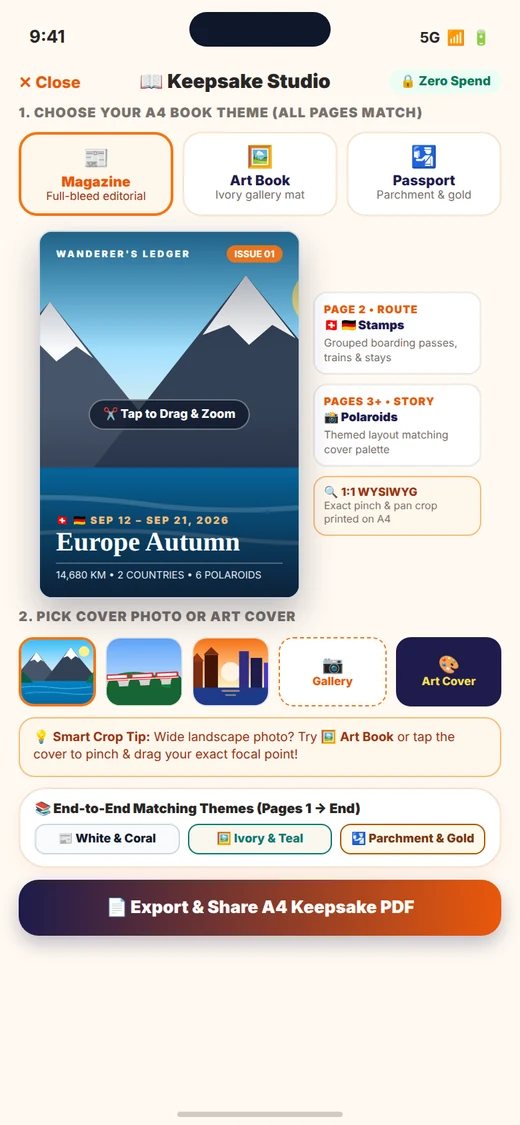 9:41
5G
✕ Close
📖 Keepsake Studio
🔒 Zero Spend
1. CHOOSE YOUR A4 BOOK THEME (ALL PAGES MATCH)
Magazine
Full-bleed editorial
Art Book
Ivory gallery mat
Passport
Parchment & gold
WANDERER'S LEDGER
ISSUE 01
✂️ Tap to Drag & Zoom
🇨🇭 🇩🇪 SEP 12 – SEP 21, 2026
Europe Autumn
14,680 KM • 2 COUNTRIES • 6 POLAROIDS
PAGE 2 • ROUTE
🇨🇭 🇩🇪 Stamps
Grouped boarding passes,
trains & stays
PAGES 3+ • STORY
📸 Polaroids
Themed layout matching
cover palette
🔍 1:1 WYSIWYG
Exact pinch & pan crop
printed on A4
2. PICK COVER PHOTO OR ART COVER
Gallery
Art Cover
💡 Smart Crop Tip: Wide landscape photo? Try 🖼️ Art Book or tap the
cover to pinch & drag your exact focal point!
📚 End-to-End Matching Themes (Pages 1 → End)
📰 White & Coral
🖼️ Ivory & Teal
🛂 Parchment & Gold
📄 Export & Share A4 Keepsake PDF